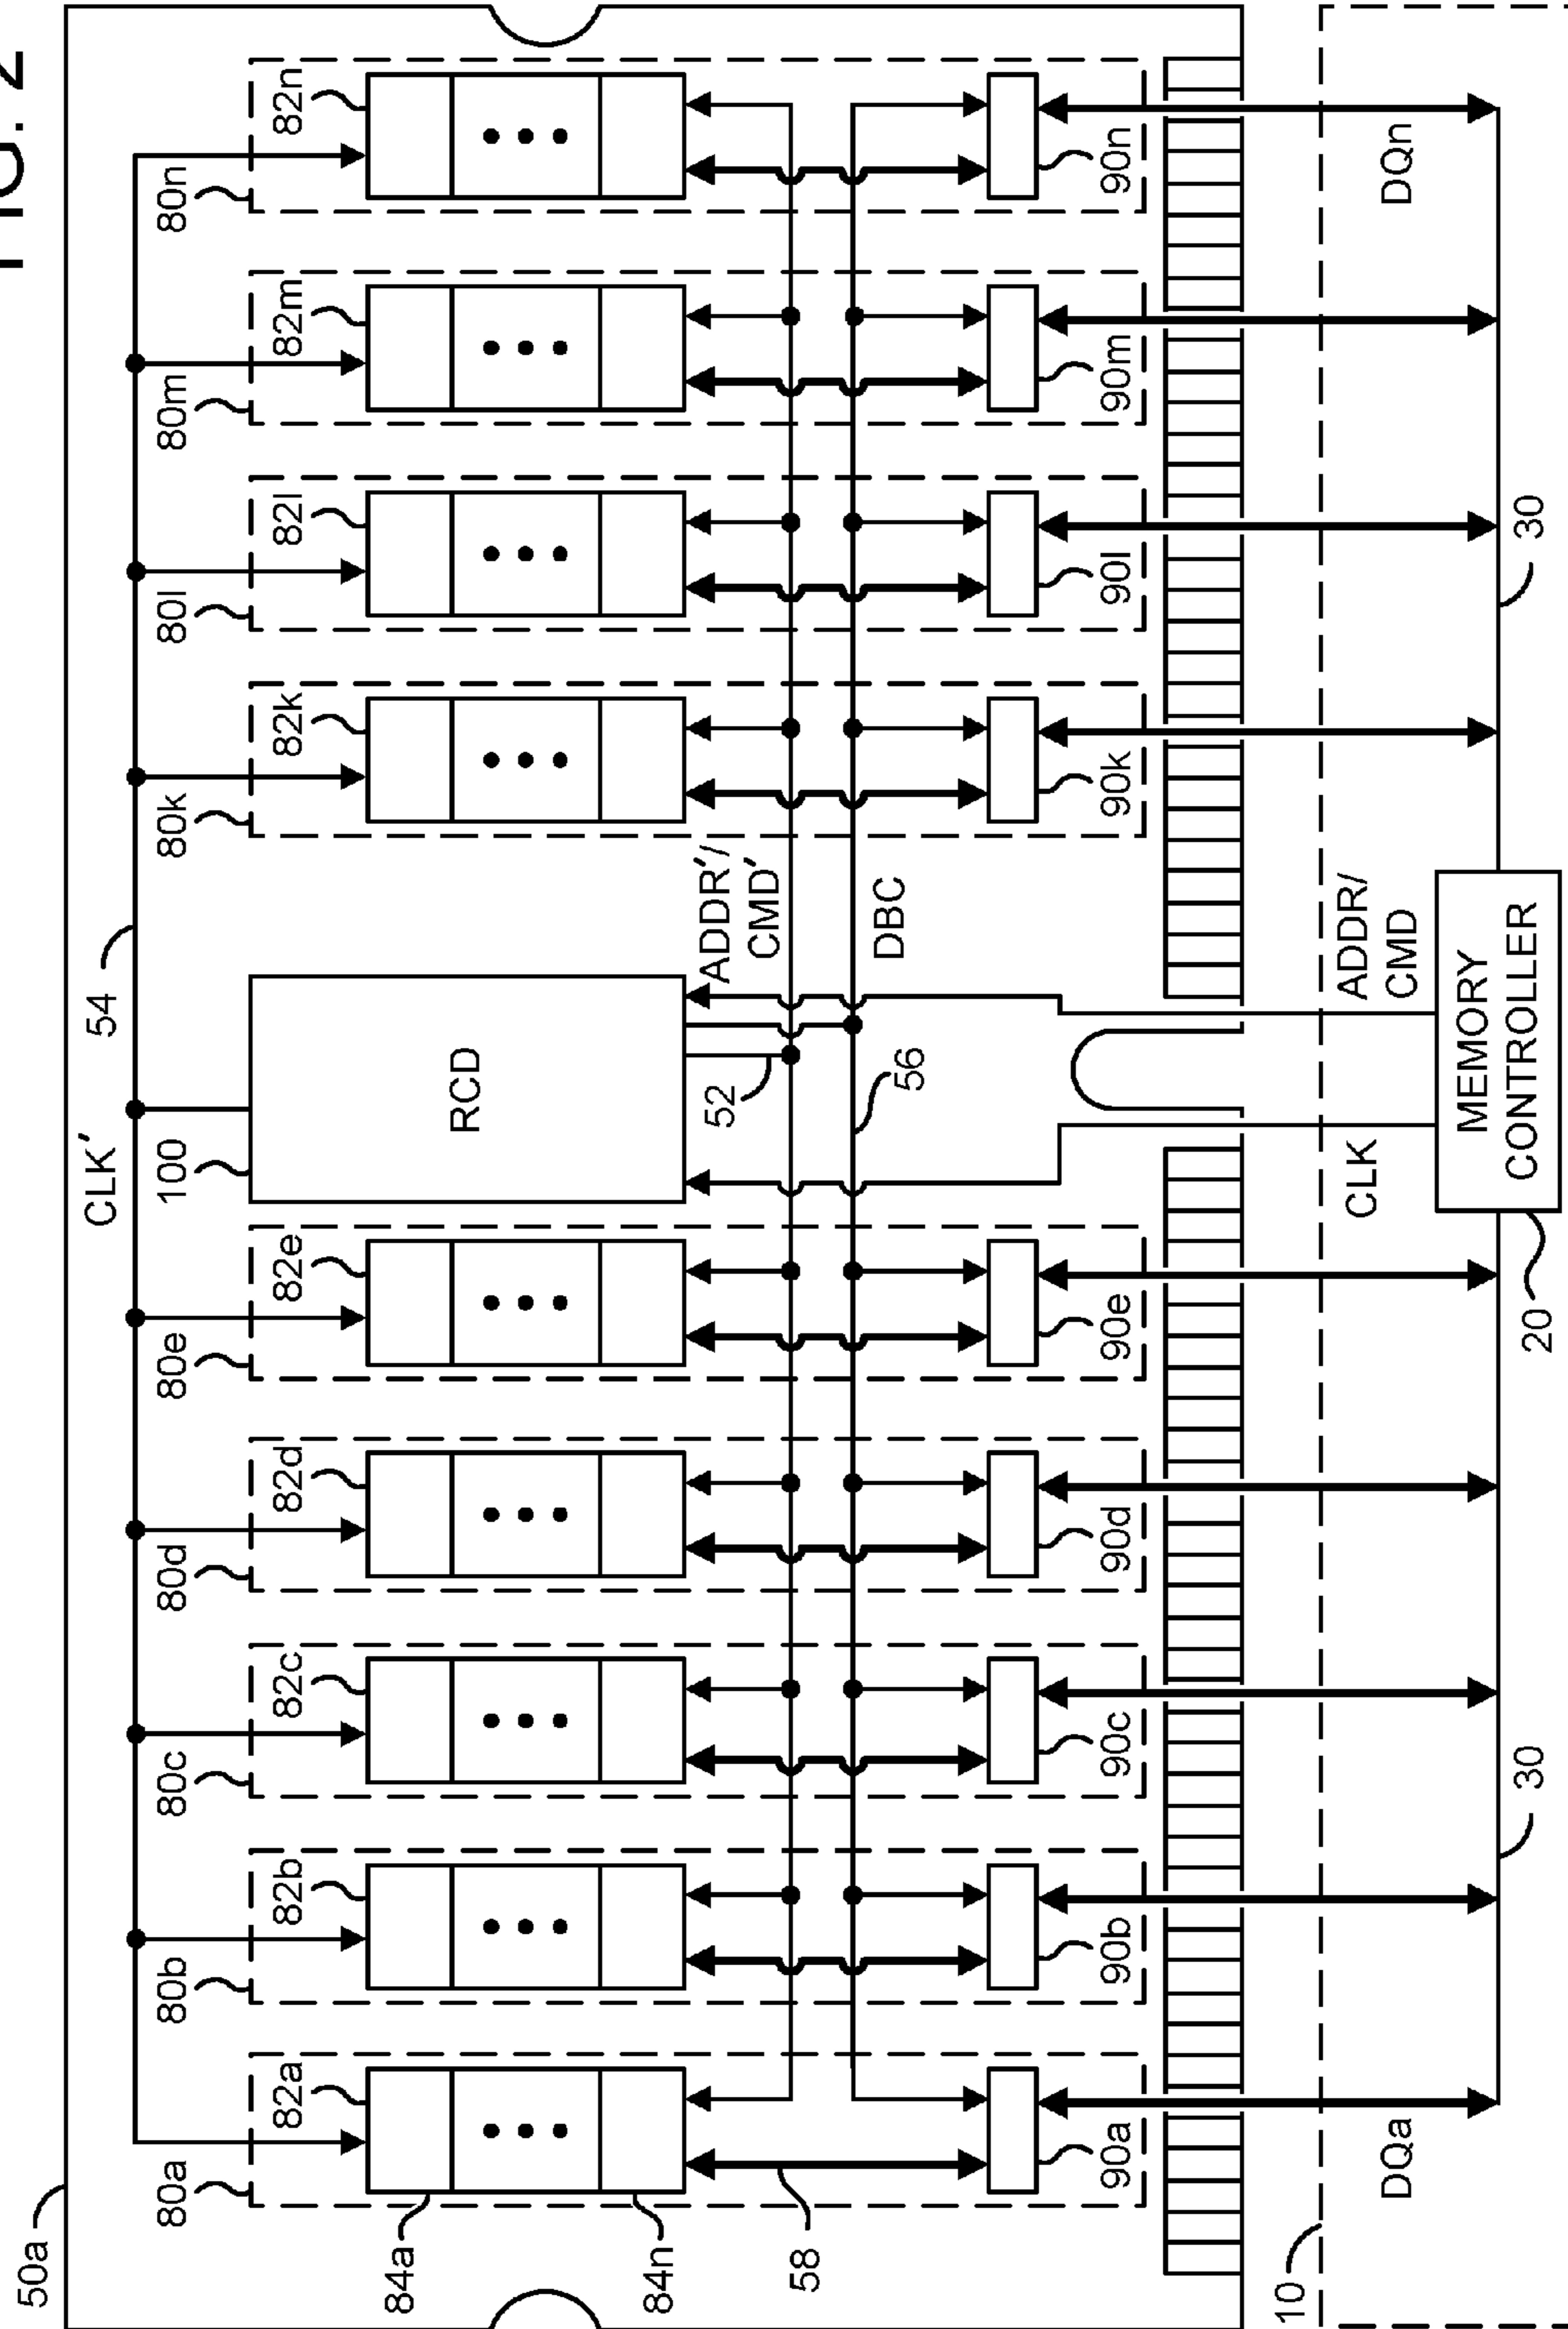 FIG. 2
50a
CLK′
54
80a
82a
80b
82b
80c
82c
80d
82d
80e
82e
100
80k
82k
80l
82l
80m
82m
80n
82n
84a
84n
RCD
58
52
56
ADDR′/
CMD′
DBC
90a
90b
90c
90d
90e
90k
90l
90m
90n
10
DQa
CLK
ADDR/
CMD
DQn
MEMORY
CONTROLLER
30
20
30